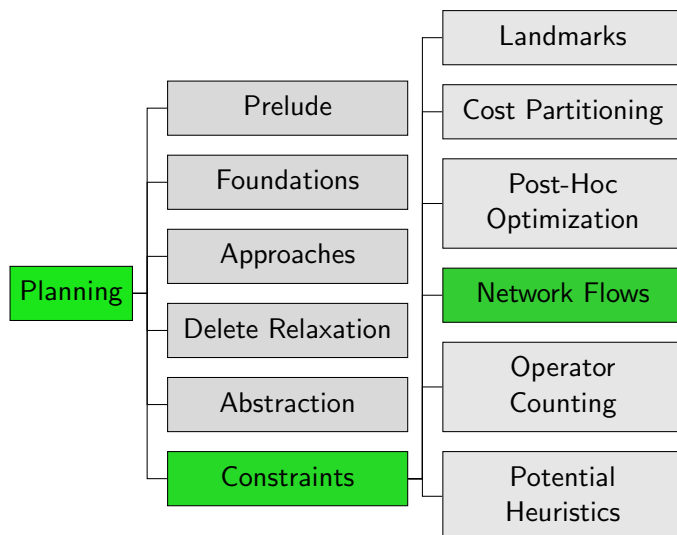 Planning
Prelude
Foundations
Approaches
Delete Relaxation
Abstraction
Constraints
Landmarks
Cost Partitioning
Post-Hoc
Optimization
Network Flows
Operator
Counting
Potential
Heuristics